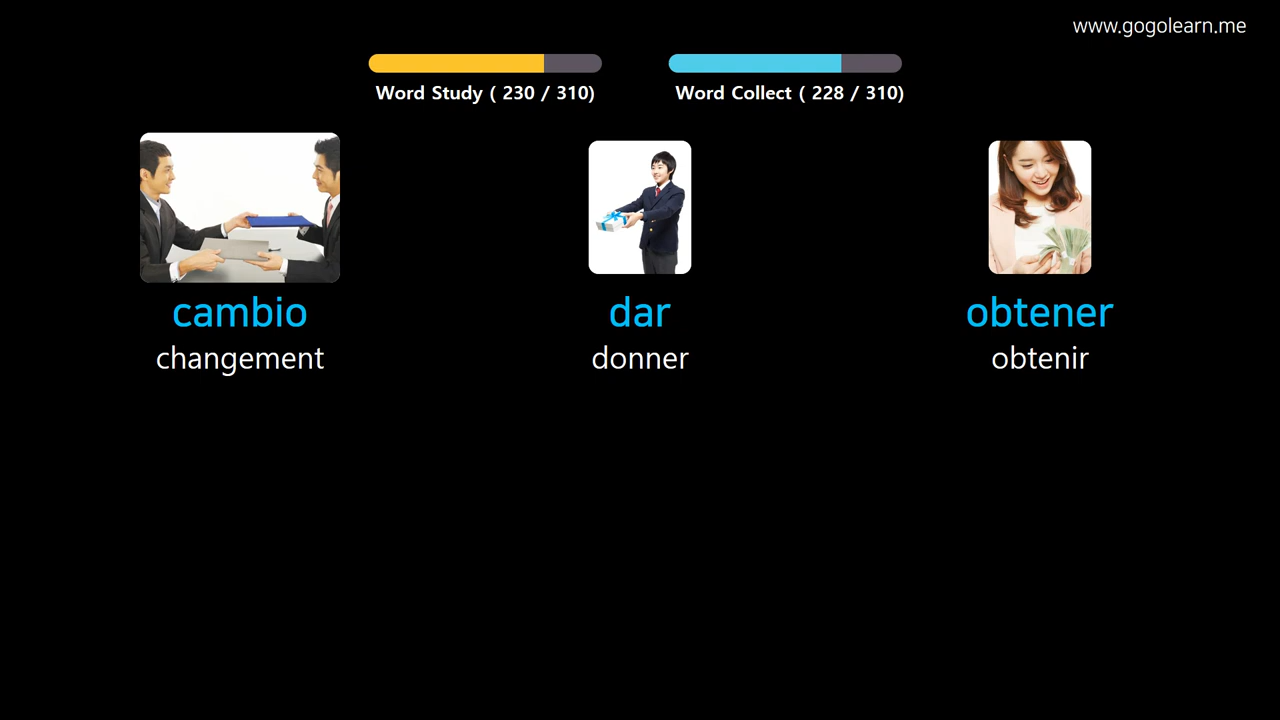 www.gogolearn.me
Word Study ( 230 / 310)
Word Collect ( 228 / 310)
cambio
changement
dar
donner
obtener
obtenir